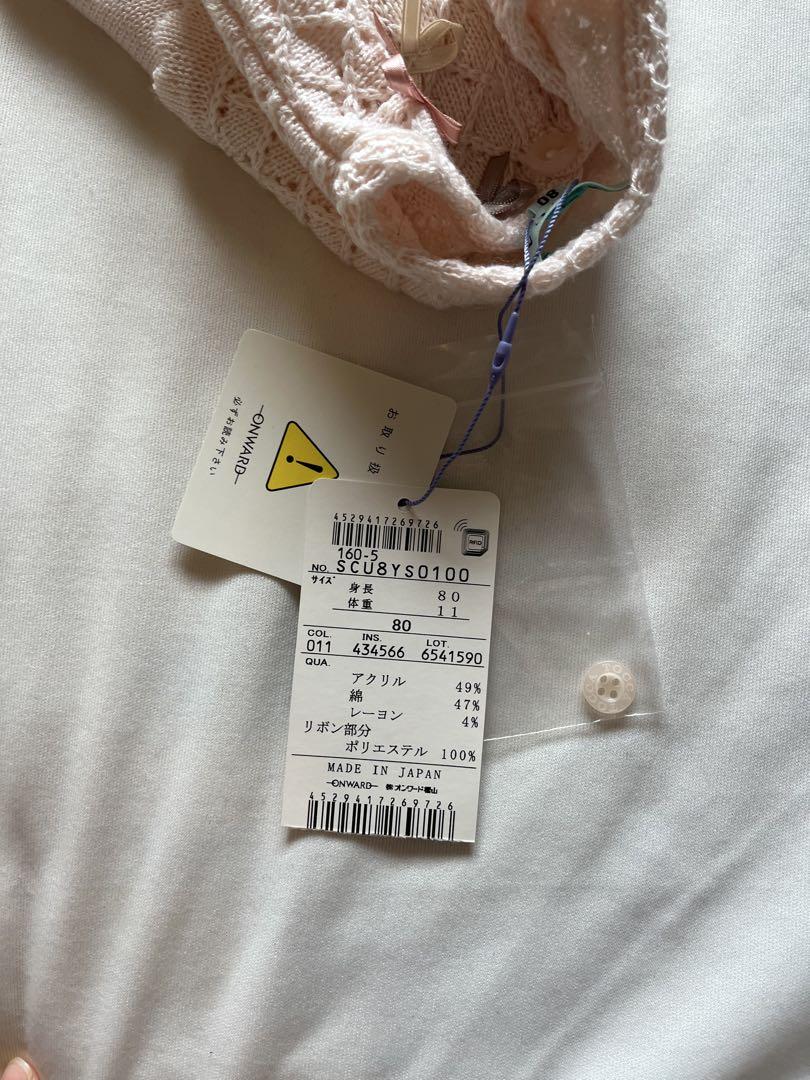 80
お取り扱
ONWARD
必ずお読み下さい
4529417269726
RFID
160-5
NO. SCU8YS0100
サイズ 身長 80
体重 11
80
COL. INS. LOT.
011 434566 6541590
QUA.
アクリル 49%
綿 47%
レーヨン 4%
リボン部分
ポリエステル 100%
MADE IN JAPAN
ONWARD 株式会社オンワード樫山
4529417269726